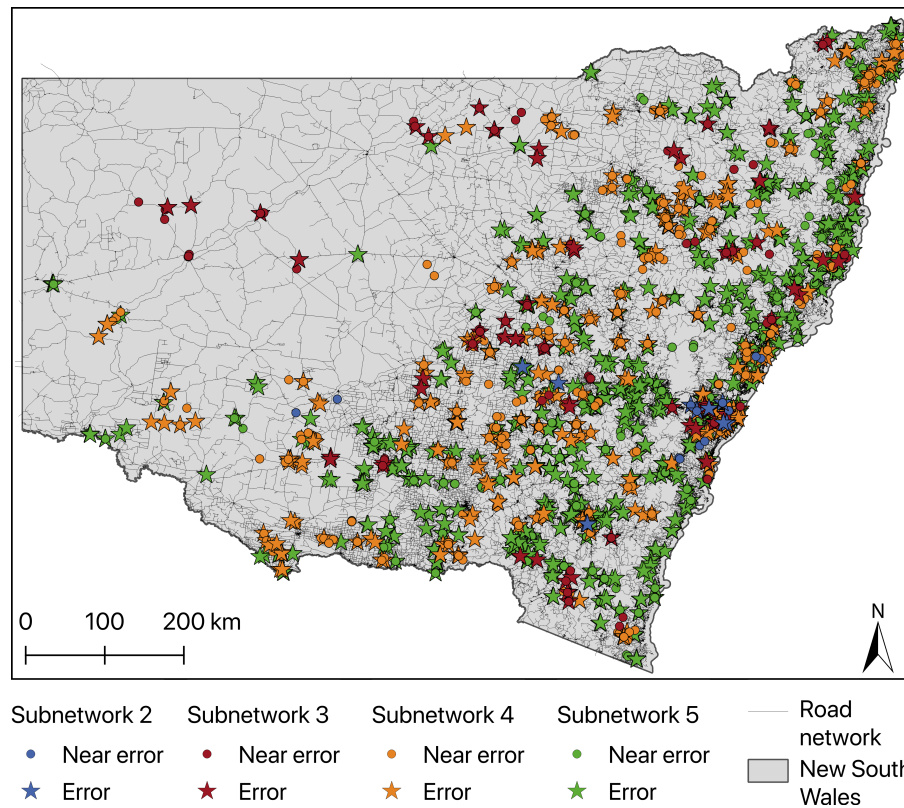 N
0 100 200 km
Subnetwork 2 Subnetwork 3 Subnetwork 4 Subnetwork 5
Near error Near error Near error Near error
Error Error Error Error
Road
network
New South
Wales